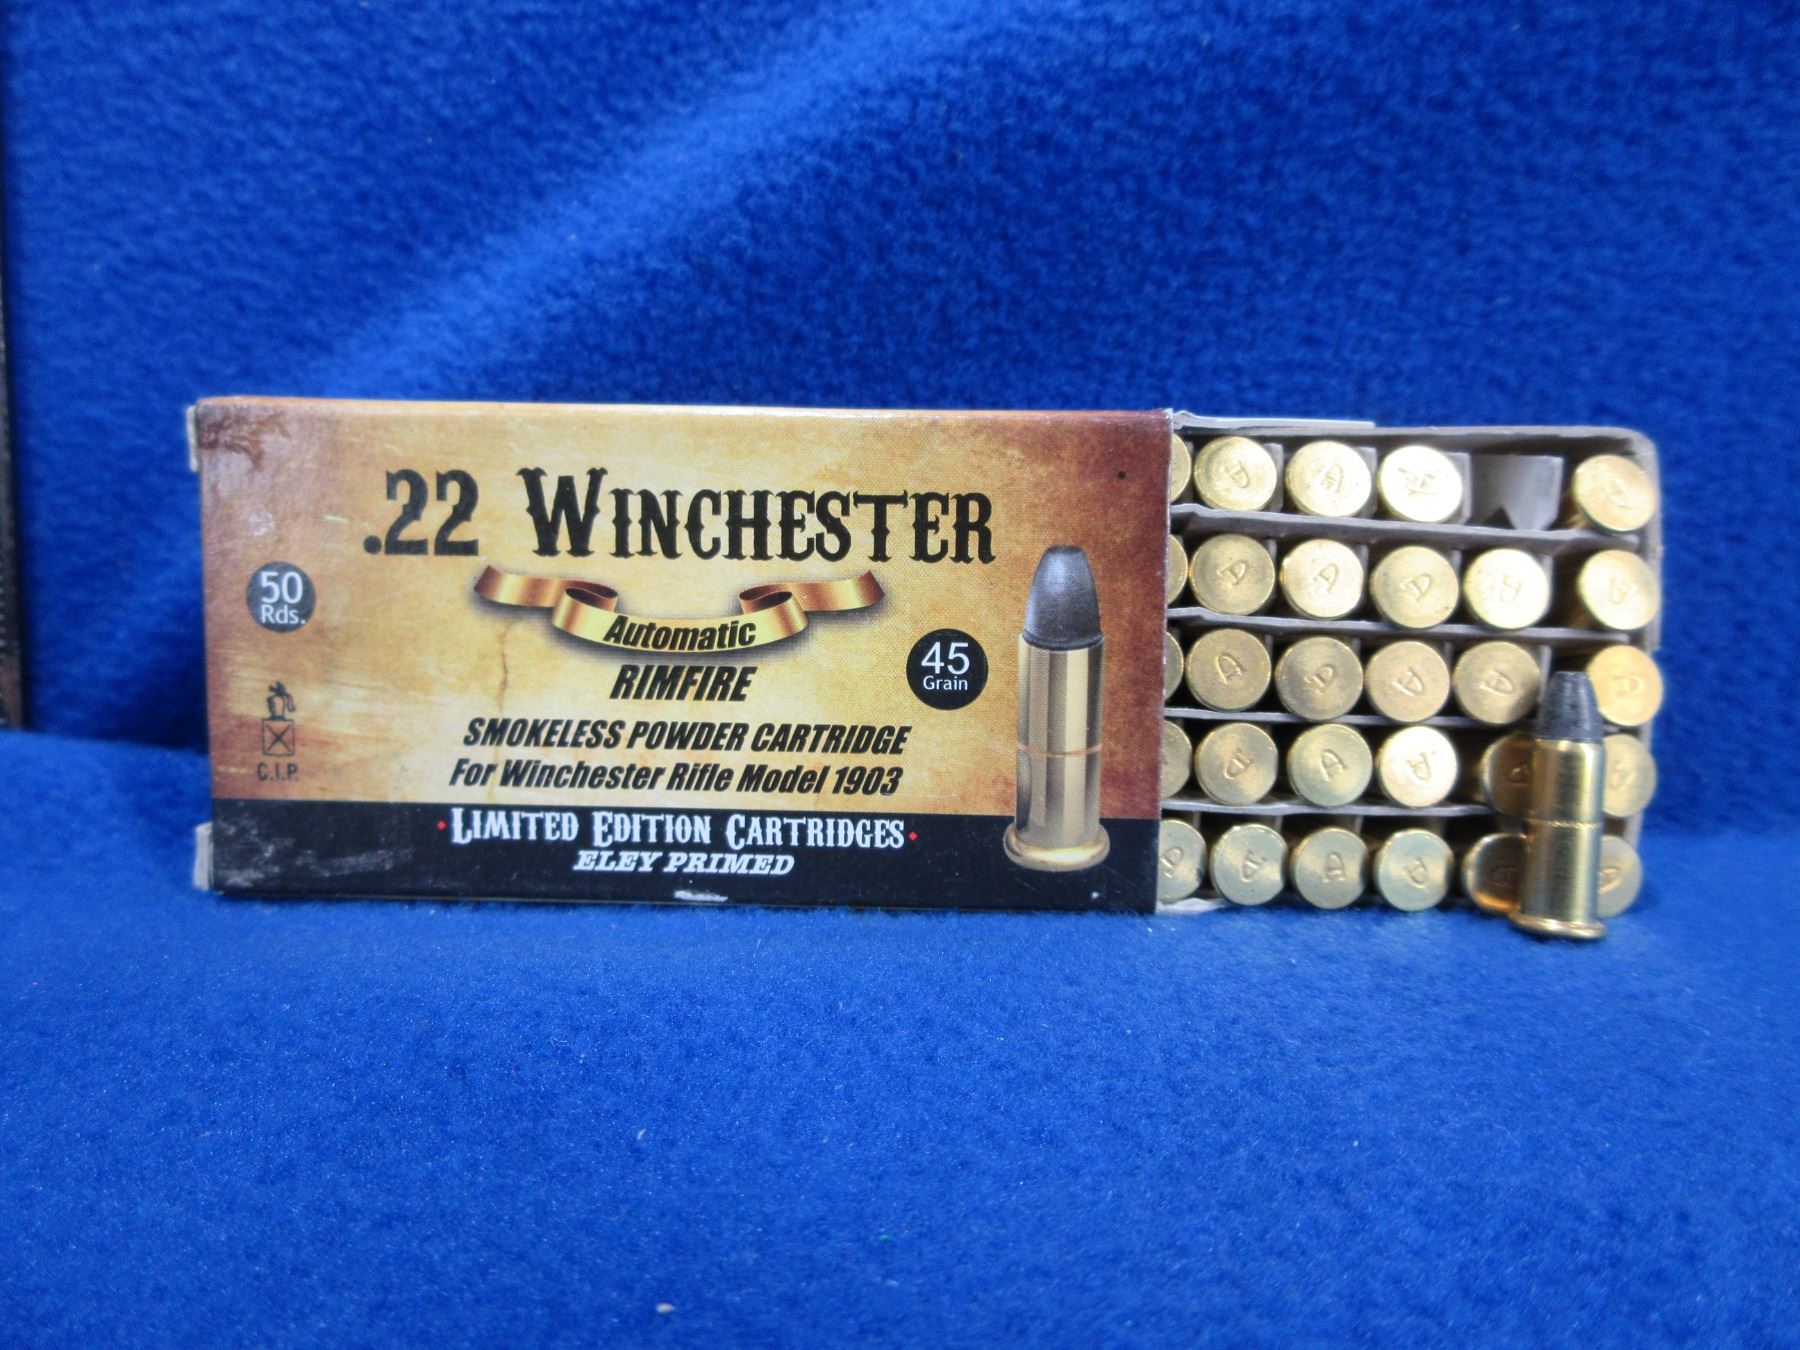 .22 WINCHESTER
Automatic
RIMFIRE
50
Rds.
45
Grain
SMOKELESS POWDER CARTRIDGE
For Winchester Rifle Model 1903
C.I.P.
LIMITED EDITION CARTRIDGES
ELEY PRIMED
A A A
A A A A
A A A A A
A A A A
A A A A